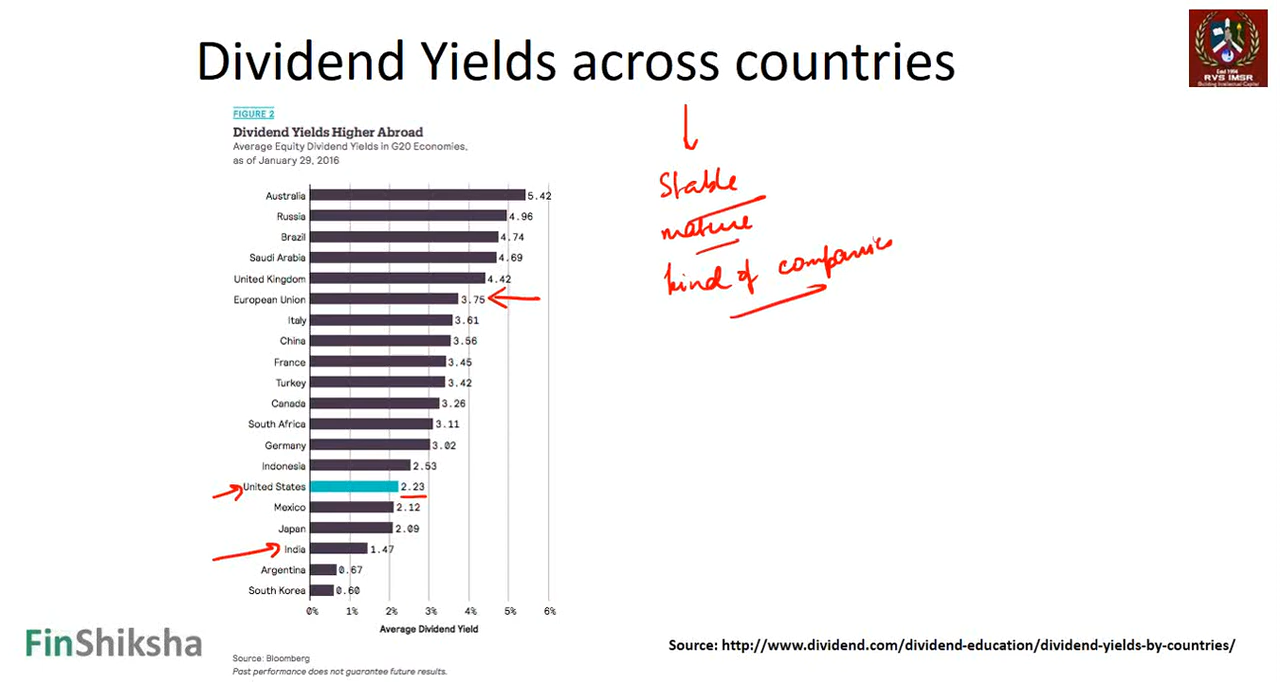 Dividend Yields across countries
Estd 1994
RVS IMSR
Building Intellectual Capital
FIGURE 2
Dividend Yields Higher Abroad
Average Equity Dividend Yields in G20 Economies,
as of January 29, 2016
Australia 5.42
Russia 4.96
Brazil 4.74
Saudi Arabia 4.69
United Kingdom 4.42
European Union 3.75
Italy 3.61
China 3.56
France 3.45
Turkey 3.42
Canada 3.26
South Africa 3.11
Germany 3.02
Indonesia 2.53
United States 2.23
Mexico 2.12
Japan 2.09
India 1.47
Argentina 0.67
South Korea 0.60
0% 1% 2% 3% 4% 5% 6%
Average Dividend Yield
Stable
mature
kind of companies
FinShiksha
Source: Bloomberg
Past performance does not guarantee future results.
Source: http://www.dividend.com/dividend-education/dividend-yields-by-countries/